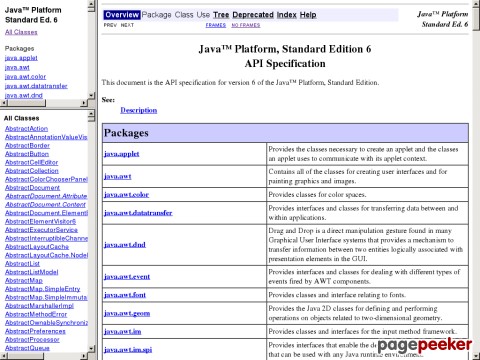 Java™ Platform
Standard Ed. 6
All Classes
Packages
java.applet
java.awt
java.awt.color
java.awt.datatransfer
java.awt.dnd
All Classes
AbstractAction
AbstractAnnotationValueVis
AbstractBorder
AbstractButton
AbstractCellEditor
AbstractCollection
AbstractColorChooserPanel
AbstractDocument
AbstractDocument.Attribute
AbstractDocument.Content
AbstractDocument.ElementE
AbstractElementVisitor6
AbstractExecutorService
AbstractInterruptibleChanne
AbstractLayoutCache
AbstractLayoutCache.Nodel
AbstractList
AbstractListModel
AbstractMap
AbstractMap.SimpleEntry
AbstractMap.SimpleImmuta
AbstractMarshallerImpl
AbstractMethodError
AbstractOwnableSynchroniz
AbstractPreferences
AbstractProcessor
AbstractQueue
Overview Package Class Use Tree Deprecated Index Help
PREV NEXT
FRAMES NO FRAMES
Java™ Platform
Standard Ed. 6
Java™ Platform, Standard Edition 6
API Specification
This document is the API specification for version 6 of the Java™ Platform, Standard Edition.
See:
Description
Packages
java.applet
Provides the classes necessary to create an applet and the classes
an applet uses to communicate with its applet context.
java.awt
Contains all of the classes for creating user interfaces and for
painting graphics and images.
java.awt.color
Provides classes for color spaces.
java.awt.datatransfer
Provides interfaces and classes for transferring data between and
within applications.
java.awt.dnd
Drag and Drop is a direct manipulation gesture found in many
Graphical User Interface systems that provides a mechanism to
transfer information between two entities logically associated with
presentation elements in the GUI.
java.awt.event
Provides interfaces and classes for dealing with different types of
events fired by AWT components.
java.awt.font
Provides classes and interface relating to fonts.
java.awt.geom
Provides the Java 2D classes for defining and performing
operations on objects related to two-dimensional geometry.
java.awt.im
Provides classes and interfaces for the input method framework.
java.awt.im.spi
Provides interfaces that enable the de
that can be used with any Java runtime environment.
pagepeeker